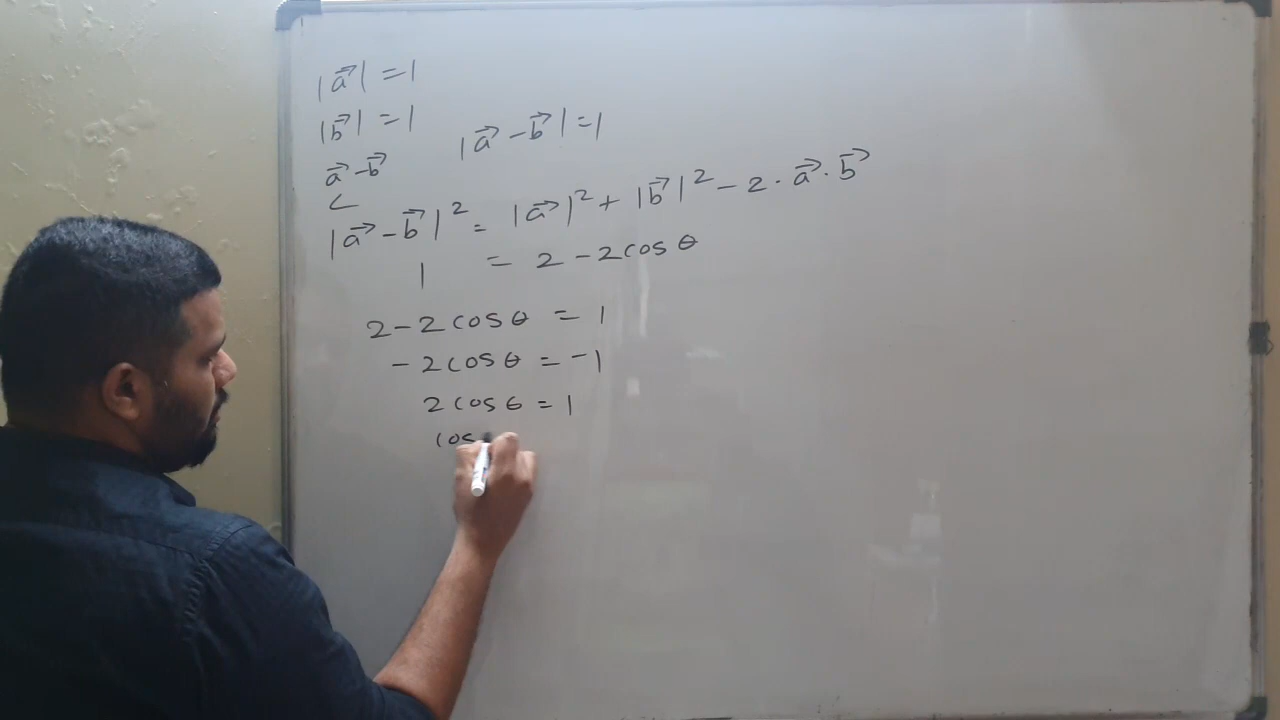 |a⃗| = 1
|b⃗| = 1
|a⃗ - b⃗| = 1
a⃗ - b⃗
<
|a⃗ - b⃗|² = |a⃗|² + |b⃗|² - 2 · a⃗ · b⃗
1 = 2 - 2 cos θ
2 - 2 cos θ = 1
- 2 cos θ = -1
2 cos θ = 1
cos